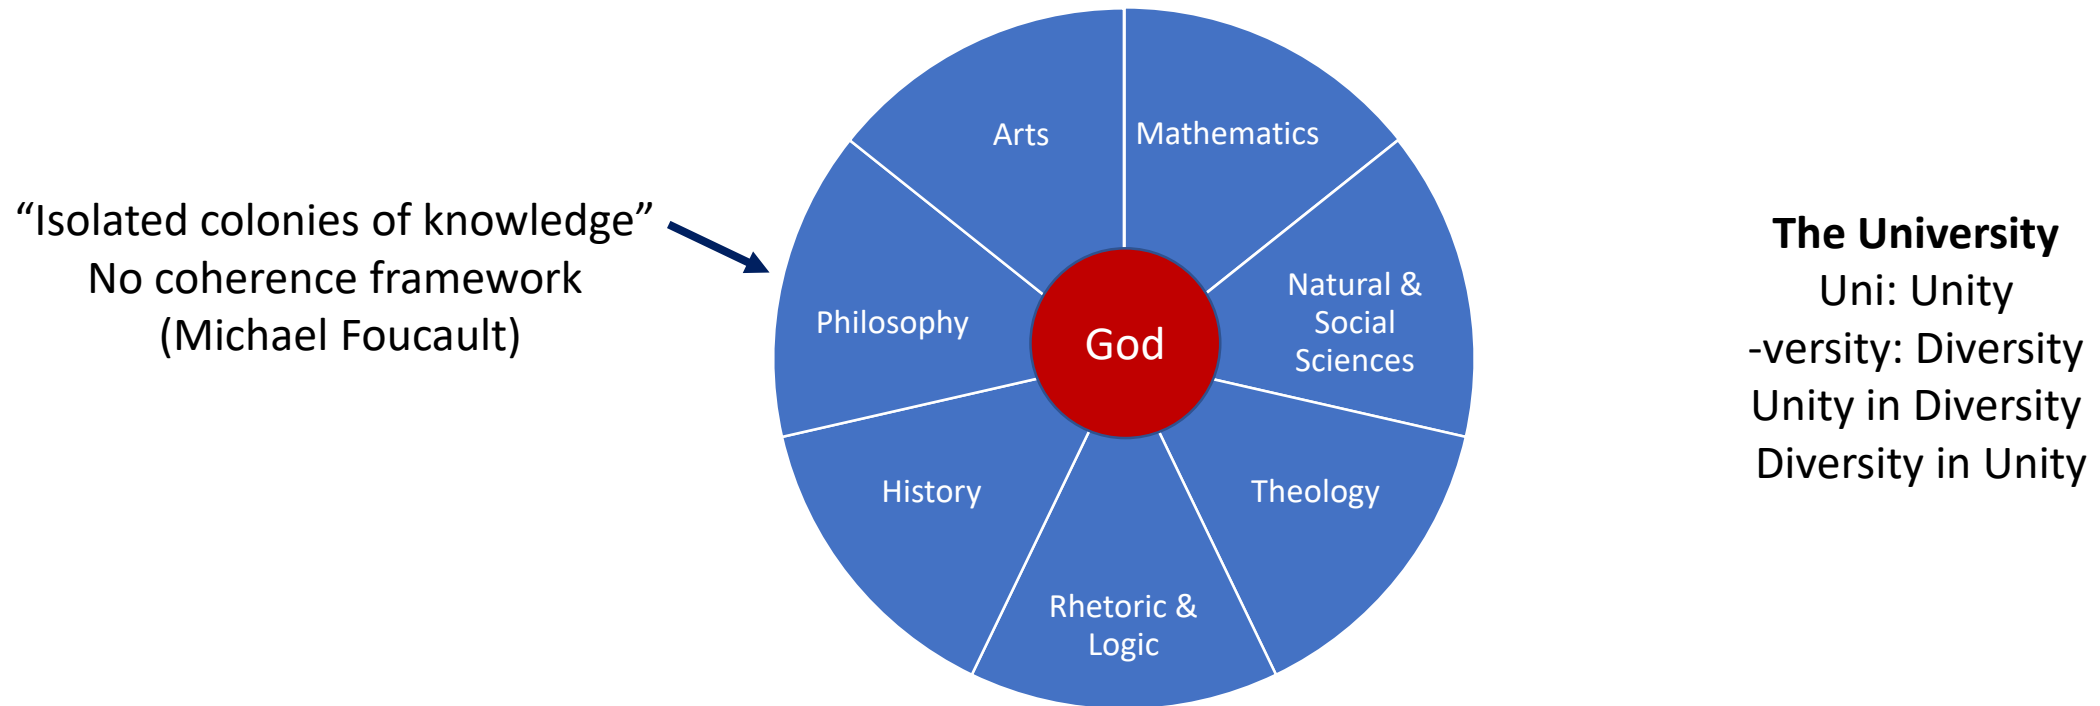 “Isolated colonies of knowledge”
No coherence framework
(Michael Foucault)
Arts
Mathematics
Philosophy
God
Natural &
Social
Sciences
History
Theology
Rhetoric &
Logic
The University
Uni: Unity
-versity: Diversity
Unity in Diversity
Diversity in Unity